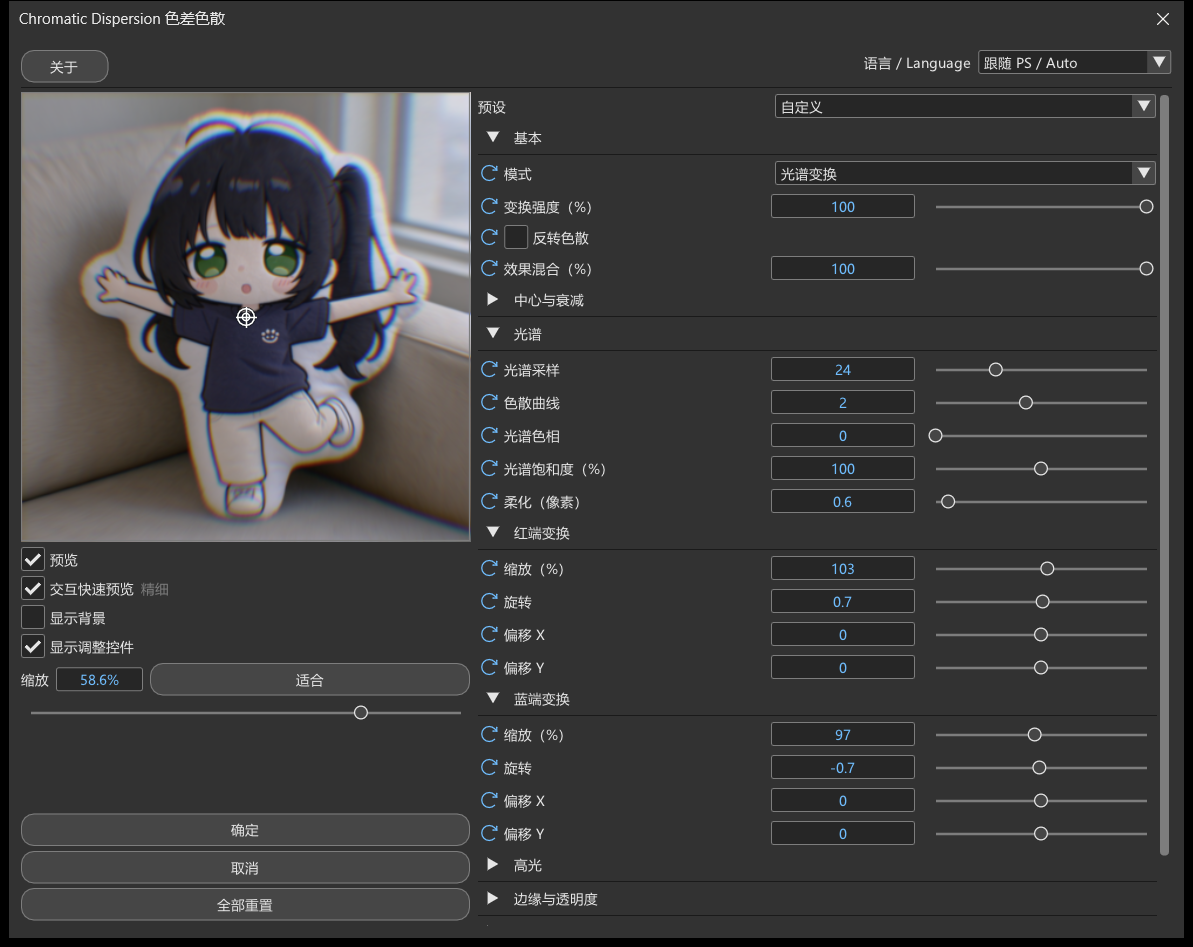 Chromatic Dispersion 色差色散
关于
语言 / Language
跟随 PS / Auto
预设
自定义
基本
模式
光谱变换
变换强度（%）
100
反转色散
效果混合（%）
100
中心与衰减
光谱
光谱采样
24
色散曲线
2
光谱色相
0
光谱饱和度（%）
100
柔化（像素）
0.6
红端变换
缩放（%）
103
旋转
0.7
偏移 X
0
偏移 Y
0
蓝端变换
缩放（%）
97
旋转
-0.7
偏移 X
0
偏移 Y
0
高光
边缘与透明度
预览
交互快速预览 精细
显示背景
显示调整控件
缩放
58.6%
适合
确定
取消
全部重置